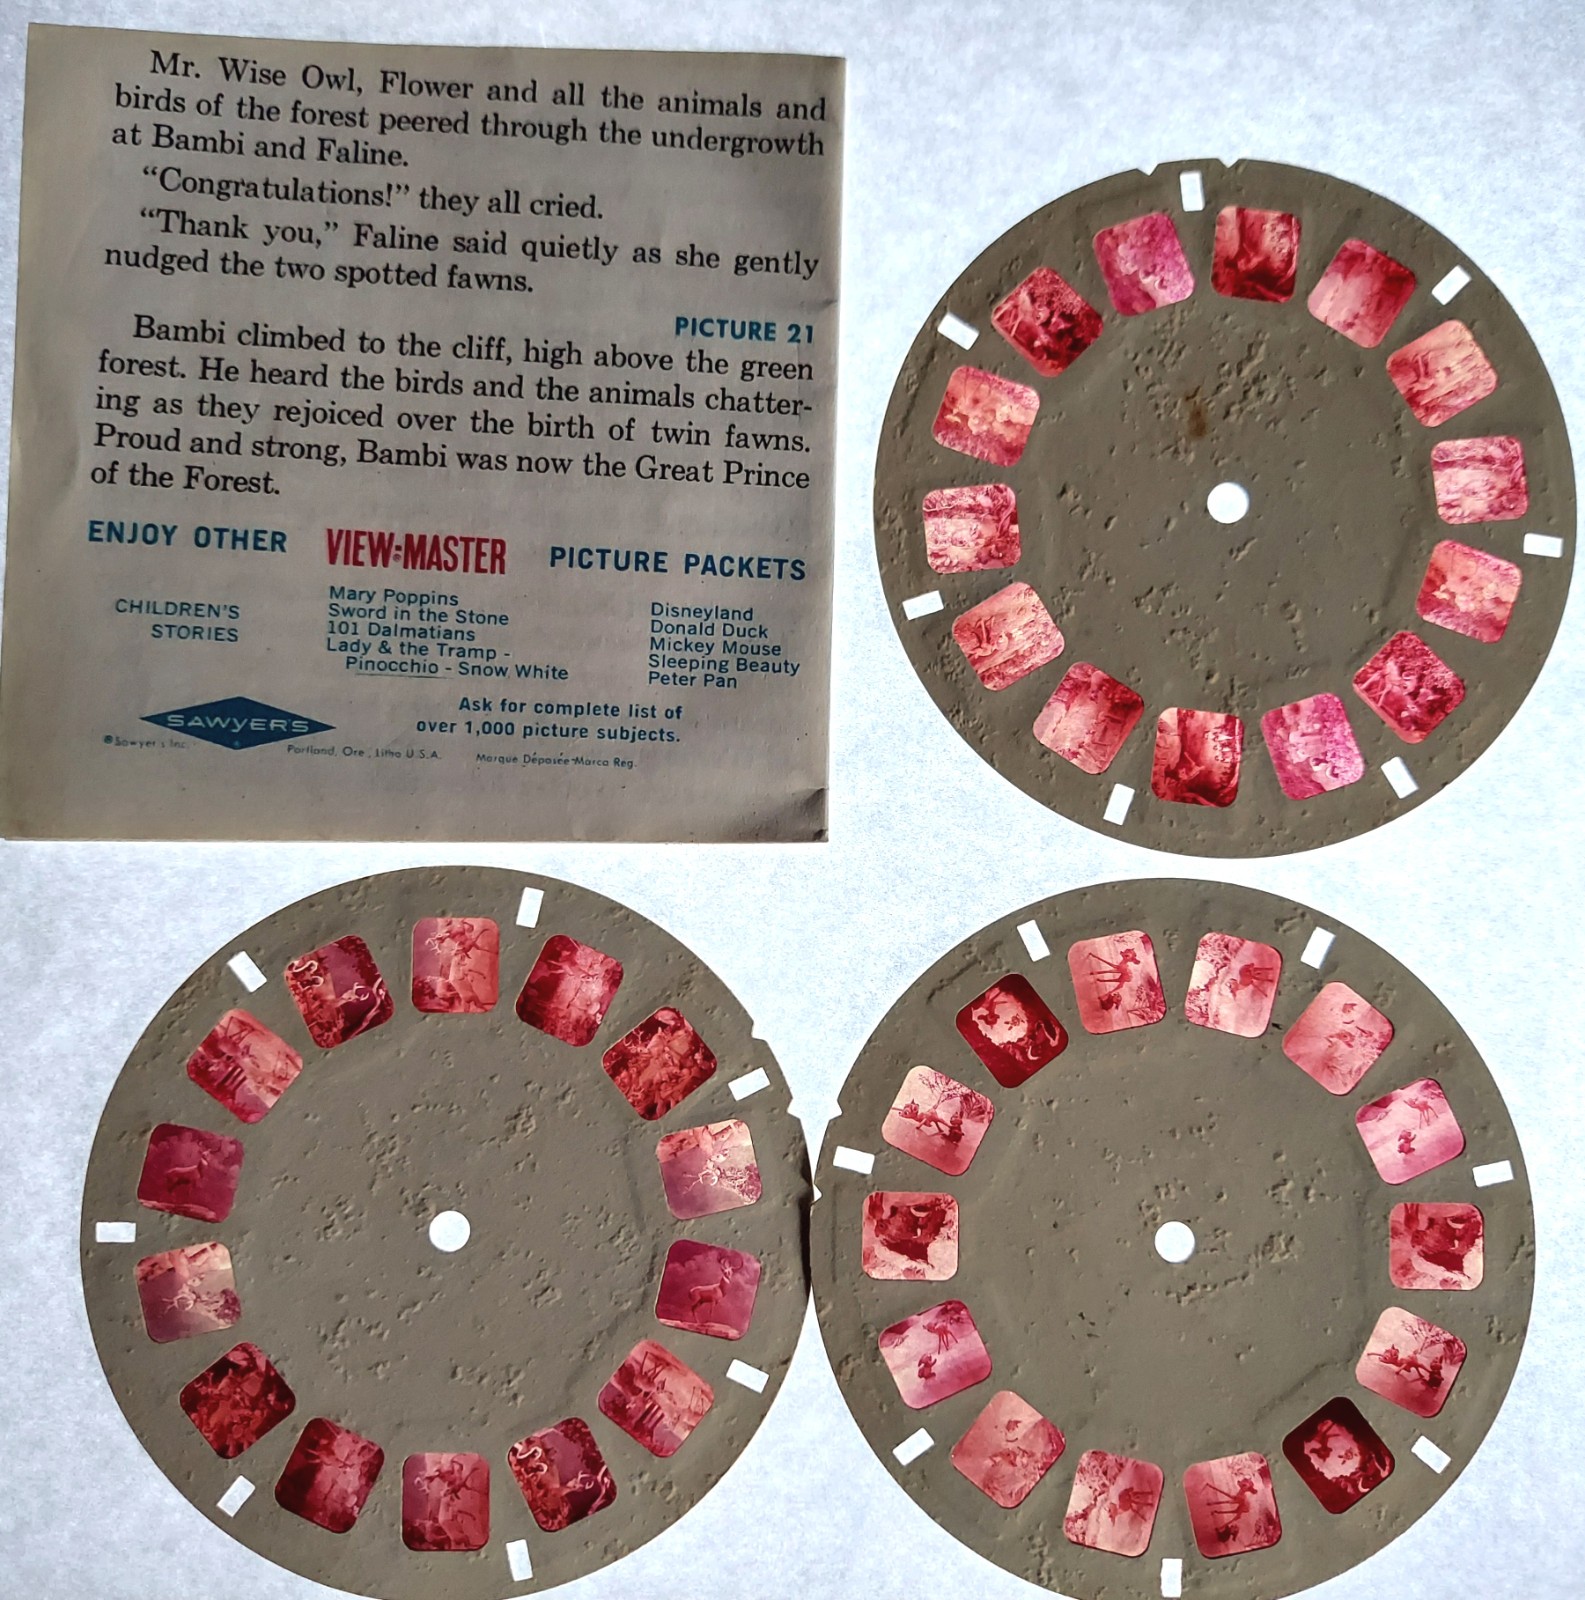 Mr. Wise Owl, Flower and all the animals and
birds of the forest peered through the undergrowth
at Bambi and Faline.
“Congratulations!” they all cried.
“Thank you,” Faline said quietly as she gently
nudged the two spotted fawns.
PICTURE 21
Bambi climbed to the cliff, high above the green
forest. He heard the birds and the animals chatter-
ing as they rejoiced over the birth of twin fawns.
Proud and strong, Bambi was now the Great Prince
of the Forest.
ENJOY OTHER VIEW-MASTER PICTURE PACKETS
CHILDREN'S
STORIES
Mary Poppins
Sword in the Stone
101 Dalmatians
Lady & the Tramp -
Pinocchio - Snow White
Disneyland
Donald Duck
Mickey Mouse
Sleeping Beauty
Peter Pan
SAWYER'S
Ask for complete list of
over 1,000 picture subjects.
©Sawyer's Inc. Portland, Ore., Litho U.S.A. Marque Déposée-Marca Reg.